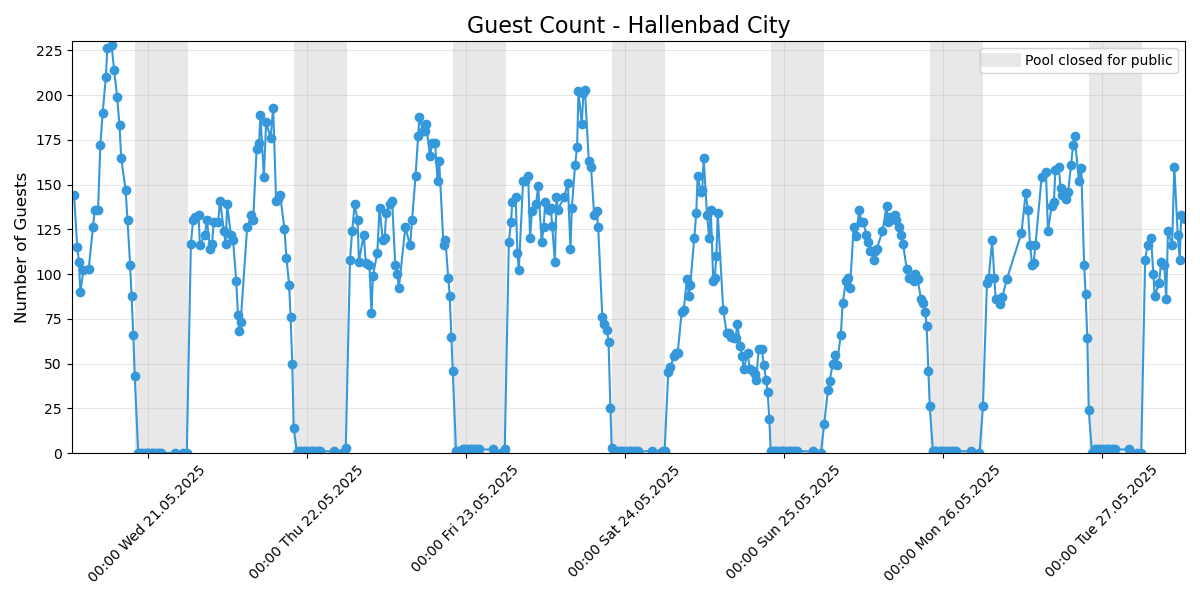 Guest Count - Hallenbad City
Pool closed for public
Number of Guests
225
200
175
150
125
100
75
50
25
0
00:00 Wed 21.05.2025
00:00 Thu 22.05.2025
00:00 Fri 23.05.2025
00:00 Sat 24.05.2025
00:00 Sun 25.05.2025
00:00 Mon 26.05.2025
00:00 Tue 27.05.2025